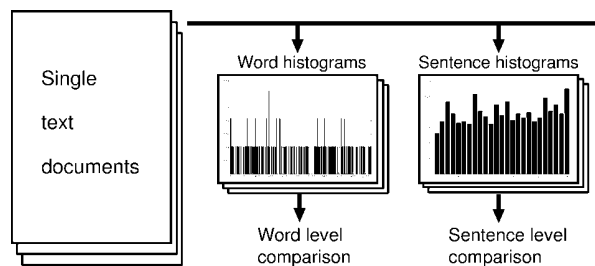 Single
text
documents
Word histograms
Sentence histograms
Word level
comparison
Sentence level
comparison